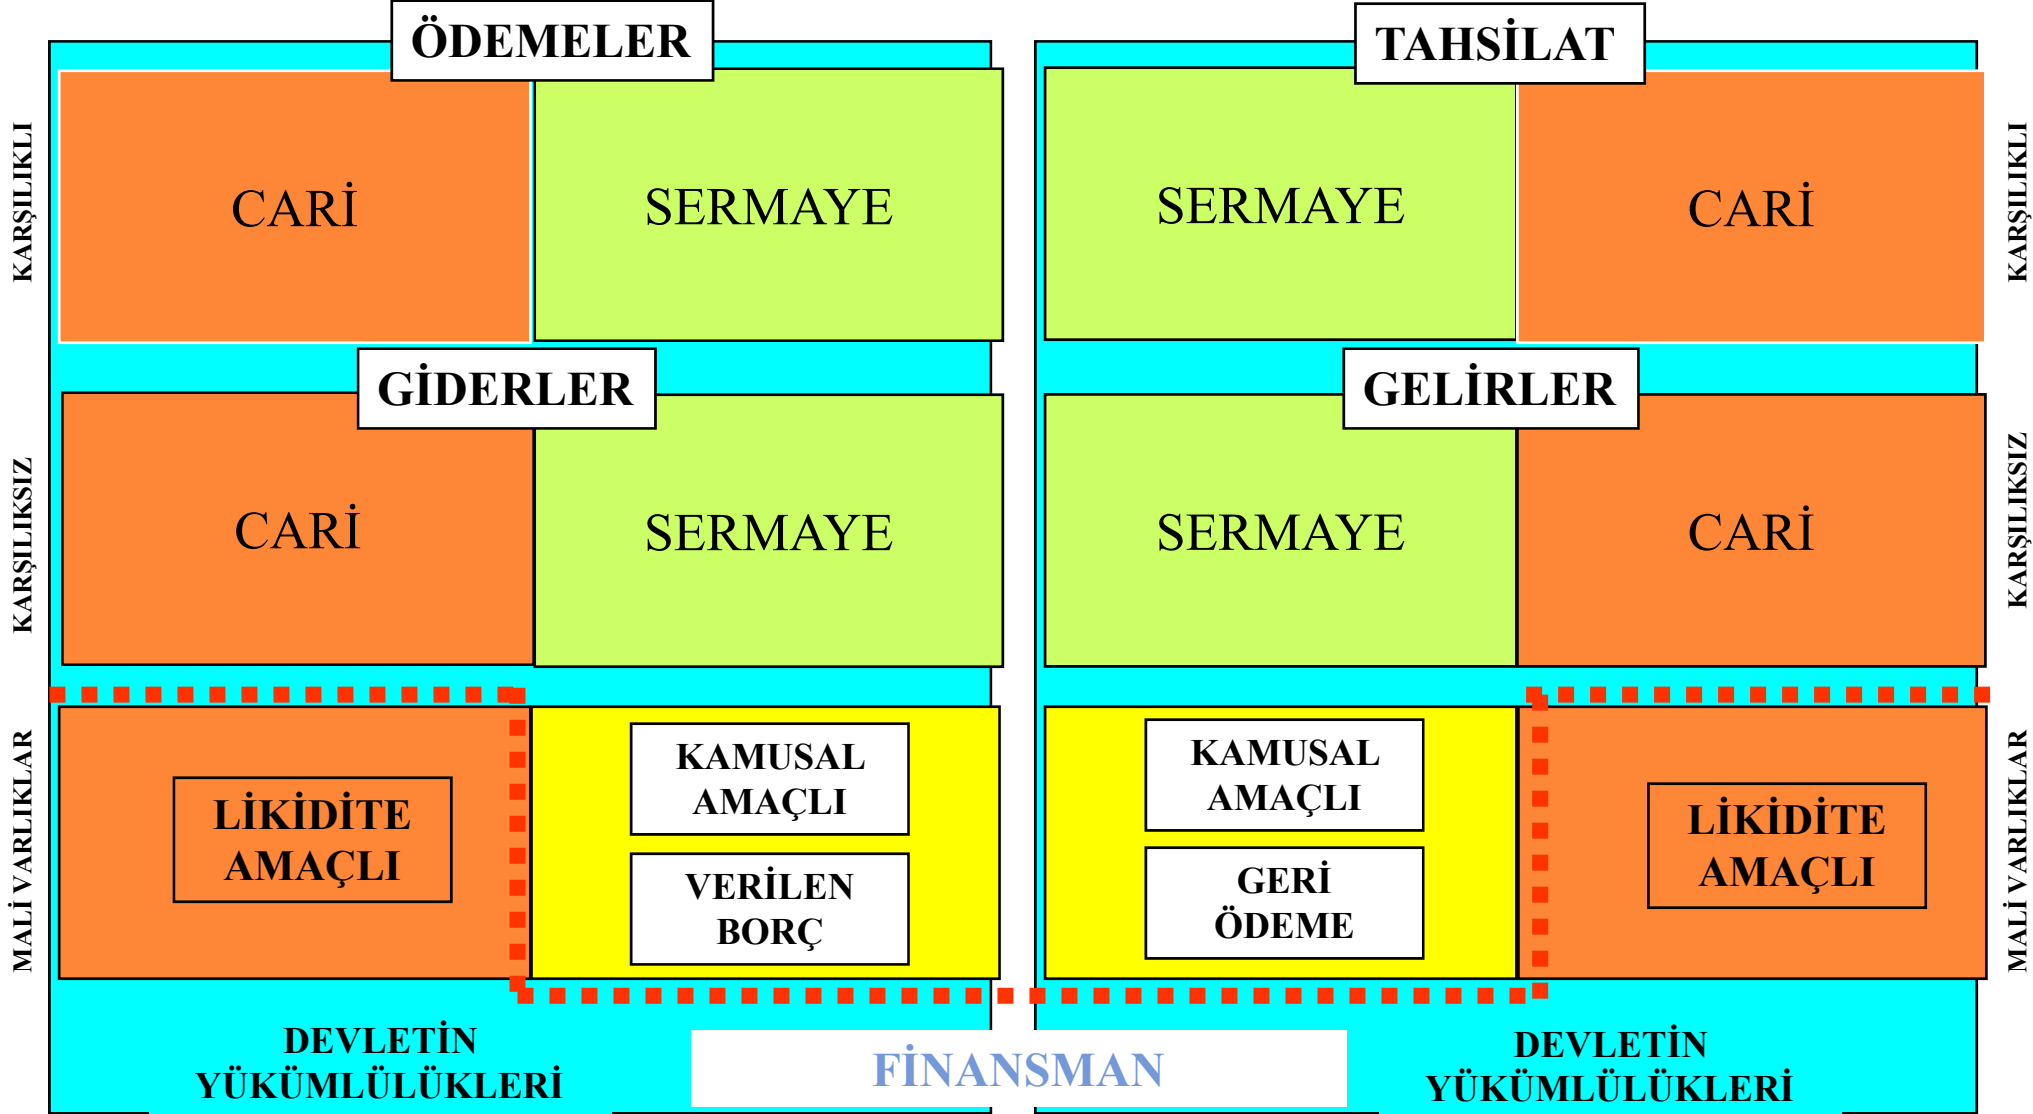 ÖDEMELER
TAHSİLAT
KARŞILIKLI
CARİ
SERMAYE
SERMAYE
CARİ
KARŞILIKLI
GİDERLER
GELİRLER
KARŞILIKSIZ
CARİ
SERMAYE
SERMAYE
CARİ
KARŞILIKSIZ
MALİ VARLIKLAR
LİKİDİTE
AMAÇLI
KAMUSAL
AMAÇLI
VERİLEN
BORÇ
KAMUSAL
AMAÇLI
GERİ
ÖDEME
LİKİDİTE
AMAÇLI
MALİ VARLIKLAR
DEVLETİN
YÜKÜMLÜLÜKLERİ
FİNANSMAN
DEVLETİN
YÜKÜMLÜLÜKLERİ